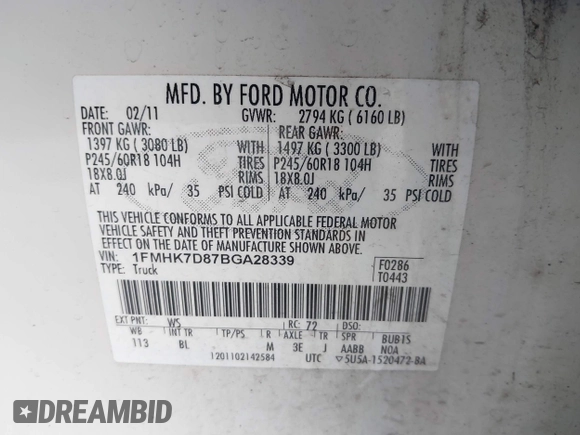 MFD. BY FORD MOTOR CO.
DATE: 02/11 GVWR: 2794 KG ( 6160 LB)
FRONT GAWR: REAR GAWR:
1397 KG ( 3080 LB) WITH 1497 KG ( 3300 LB) WITH
P245/60R18 104H TIRES P245/60R18 104H TIRES
18X8.0J RIMS 18X8.0J RIMS
AT 240 kPa/ 35 PSI COLD AT 240 kPa/ 35 PSI COLD
THIS VEHICLE CONFORMS TO ALL APPLICABLE FEDERAL MOTOR
VEHICLE SAFETY AND THEFT PREVENTION STANDARDS IN
EFFECT ON THE DATE OF MANUFACTURE SHOWN ABOVE.
VIN: 1FMHK7D87BGA28339 F0286
TYPE: Truck T0443
EXT PNT: WS RC: 72 DSO:
WB INT TR TP/PS R AXLE TR SPR BUB1S
113 BL M 3E J AABB NOA
1201102142584 UTC 5U5A-1520472-BA
DREAMBID